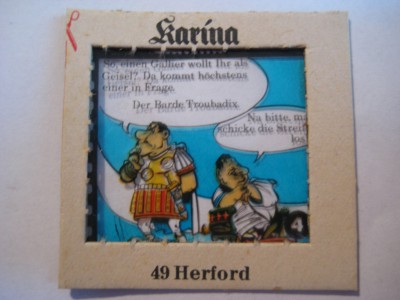 Karina
So, einen Gallier wollt Ihr als
Geisel? Da kommt höchstens
einer in Frage.
Der Barde Troubadix.
Na bitte,
schicke die
los
49 Herford